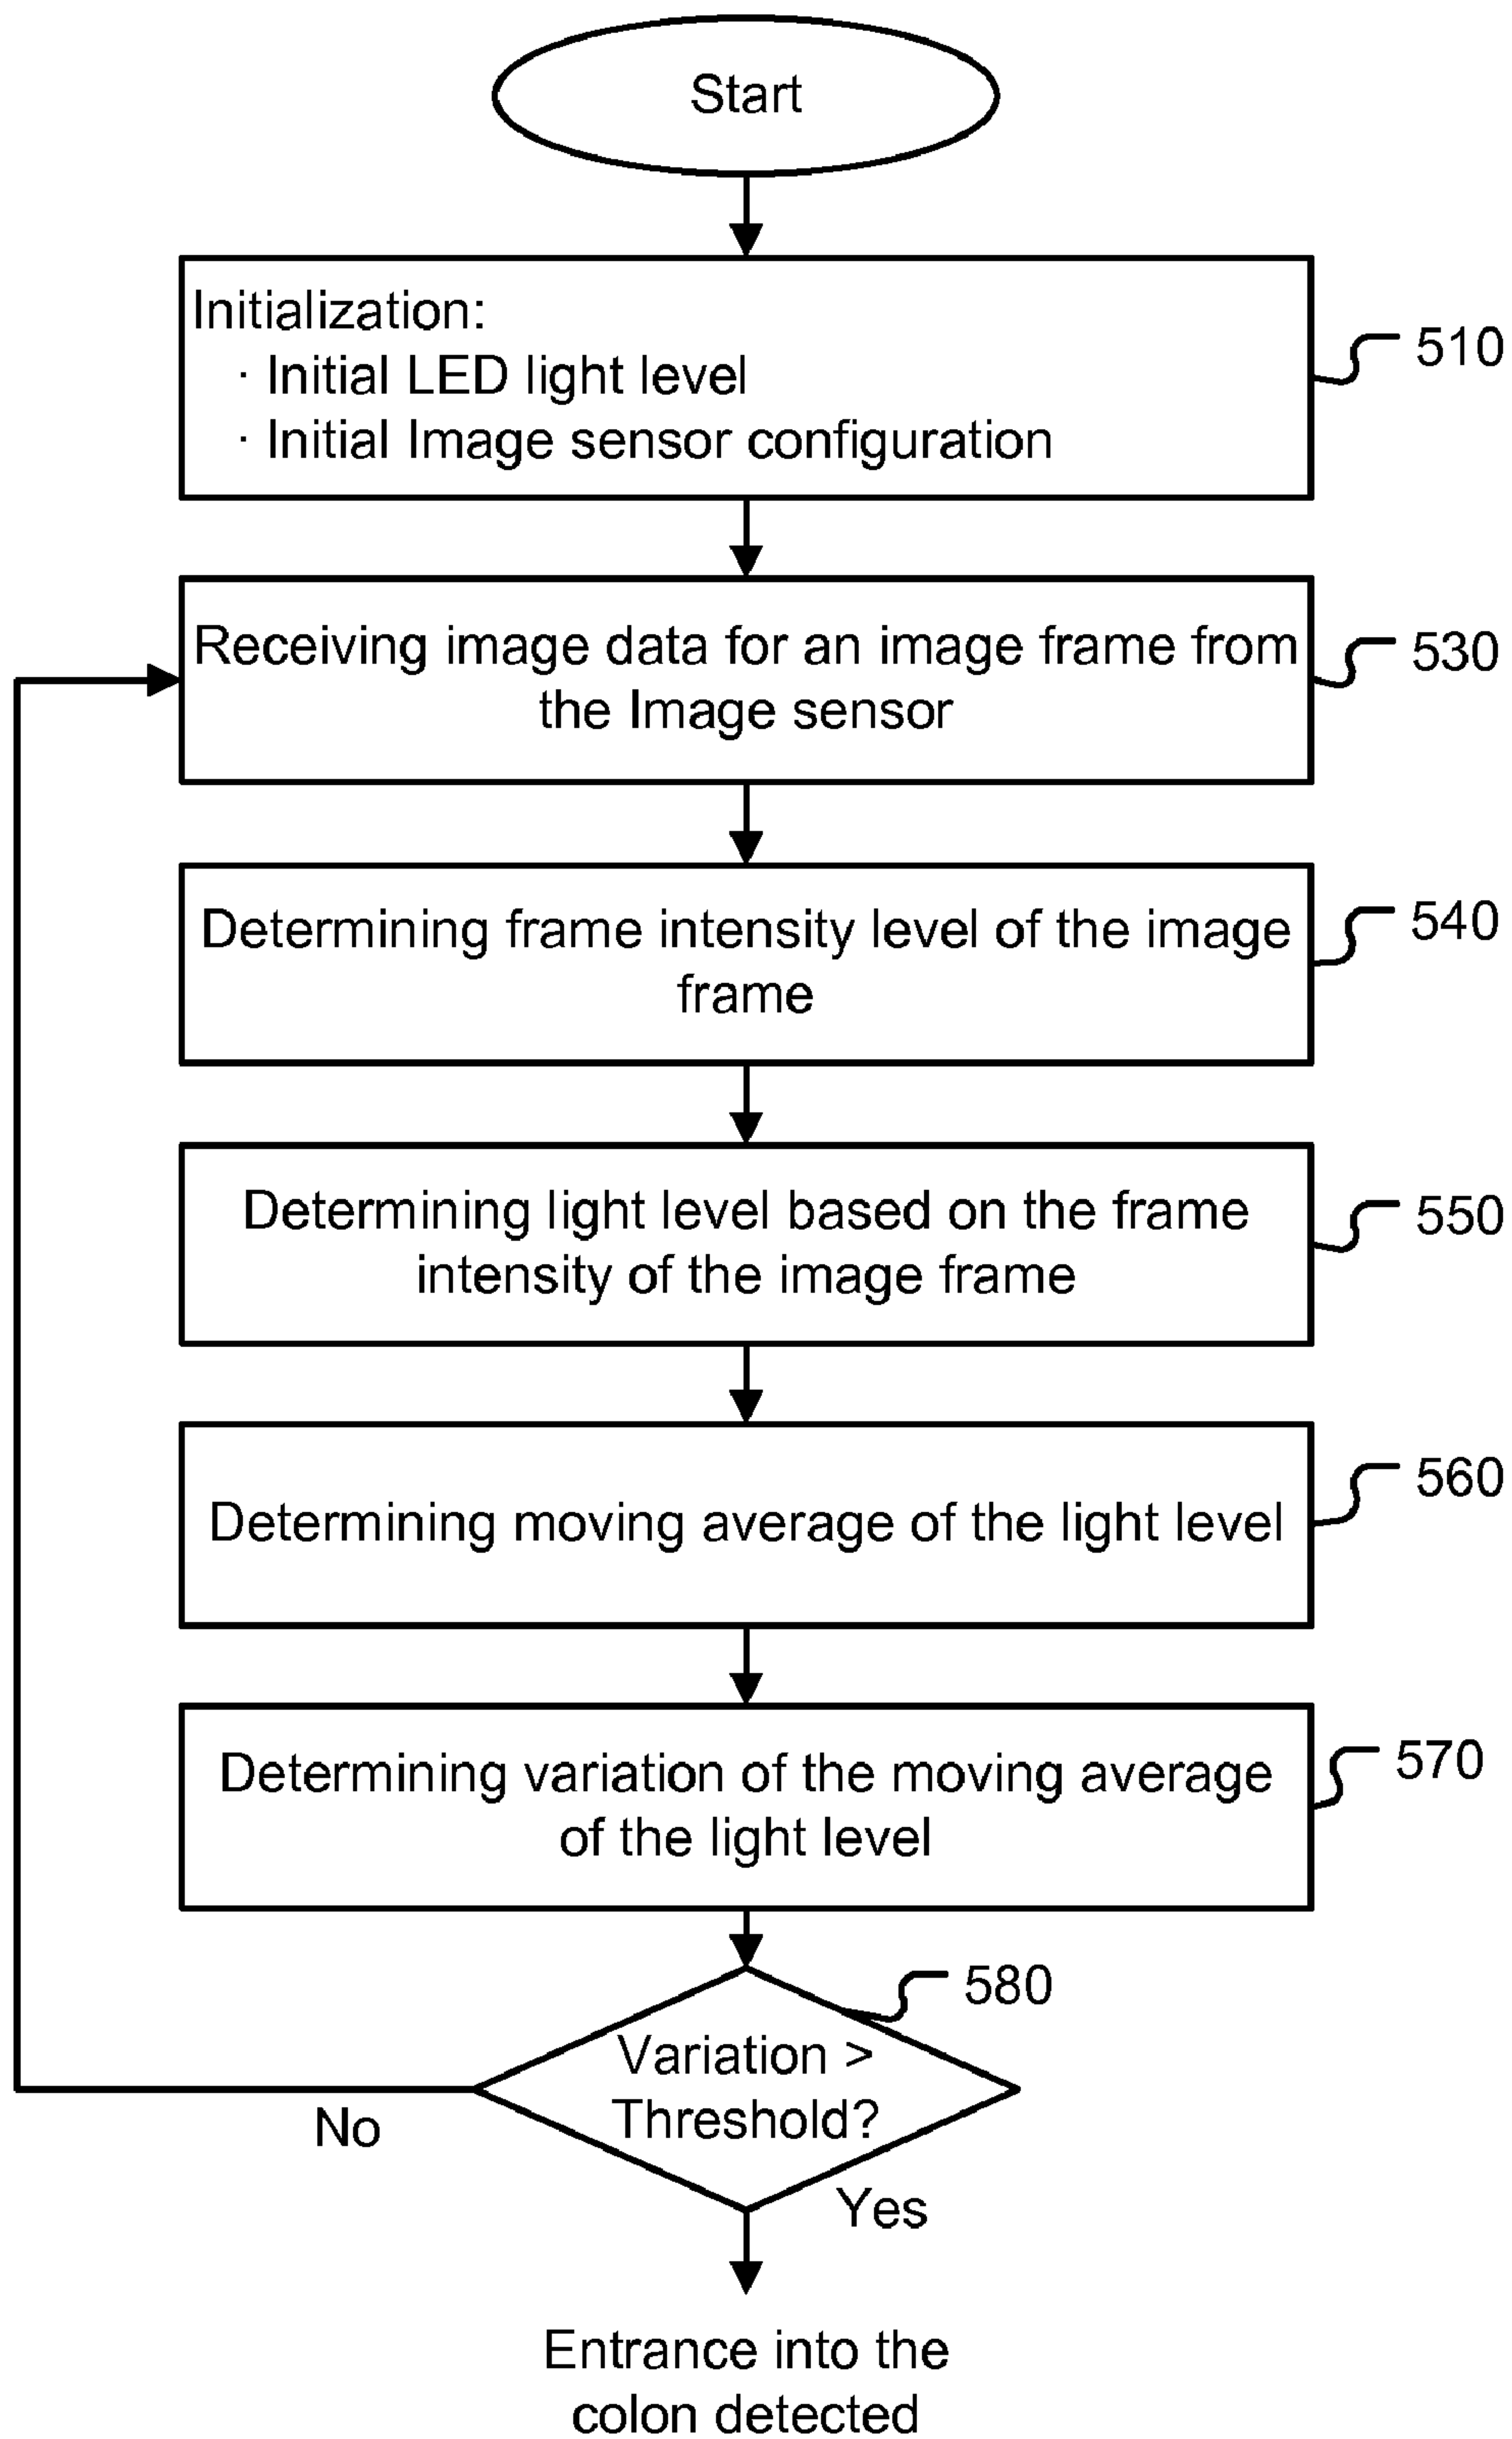 Start
Initialization:
· Initial LED light level
· Initial Image sensor configuration
510
Receiving image data for an image frame from
the Image sensor
530
Determining frame intensity level of the image
frame
540
Determining light level based on the frame
intensity of the image frame
550
Determining moving average of the light level
560
Determining variation of the moving average
of the light level
570
580
Variation >
Threshold?
No
Yes
Entrance into the
colon detected